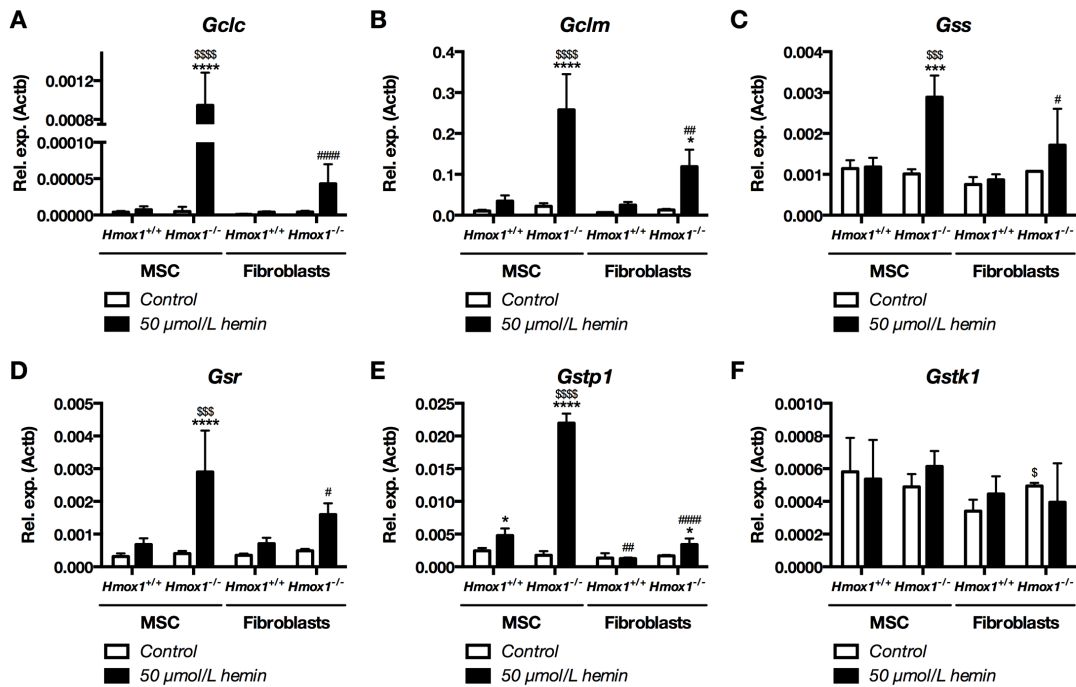 A
Gclc
Rel. exp. (Actb)
0.0012
0.0008
0.00010
0.00005
0.00000
$$$$
****
####
Hmox1+/+ Hmox1-/- Hmox1+/+ Hmox1-/-
MSC Fibroblasts
Control
50 µmol/L hemin
B
Gclm
Rel. exp. (Actb)
0.4
0.3
0.2
0.1
0.0
$$$$
****
##
*
Hmox1+/+ Hmox1-/- Hmox1+/+ Hmox1-/-
MSC Fibroblasts
Control
50 µmol/L hemin
C
Gss
Rel. exp. (Actb)
0.004
0.003
0.002
0.001
0.000
$$$
***
#
Hmox1+/+ Hmox1-/- Hmox1+/+ Hmox1-/-
MSC Fibroblasts
Control
50 µmol/L hemin
D
Gsr
Rel. exp. (Actb)
0.005
0.004
0.003
0.002
0.001
0.000
$$$
****
#
Hmox1+/+ Hmox1-/- Hmox1+/+ Hmox1-/-
MSC Fibroblasts
Control
50 µmol/L hemin
E
Gstp1
Rel. exp. (Actb)
0.025
0.020
0.015
0.010
0.005
0.000
*
$$$$
****
##
####
*
Hmox1+/+ Hmox1-/- Hmox1+/+ Hmox1-/-
MSC Fibroblasts
Control
50 µmol/L hemin
F
Gstk1
Rel. exp. (Actb)
0.0010
0.0008
0.0006
0.0004
0.0002
0.0000
$
Hmox1+/+ Hmox1-/- Hmox1+/+ Hmox1-/-
MSC Fibroblasts
Control
50 µmol/L hemin